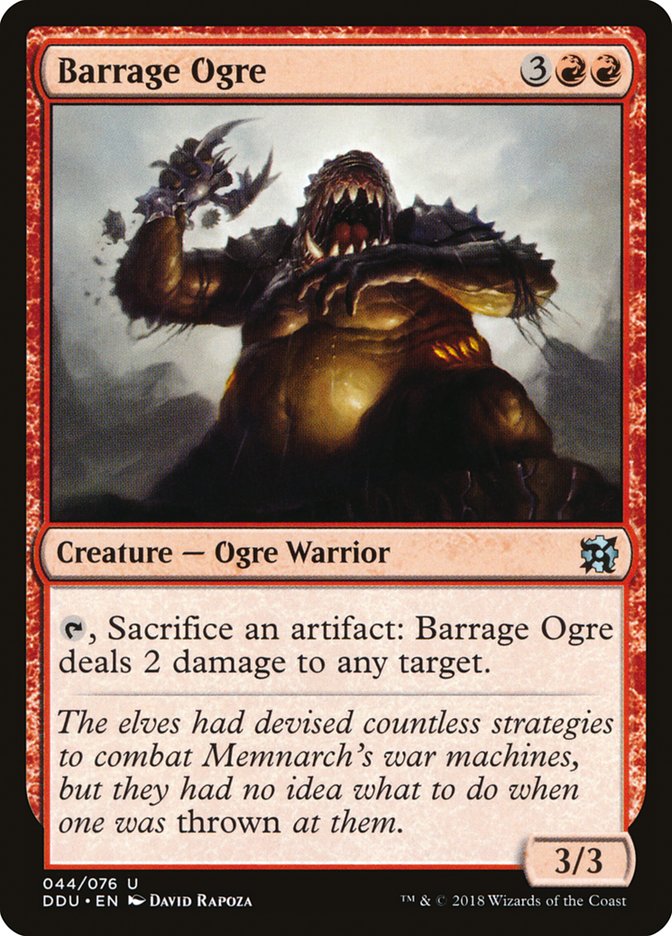 Barrage Ogre 3
Creature — Ogre Warrior
, Sacrifice an artifact: Barrage Ogre
deals 2 damage to any target.
The elves had devised countless strategies
to combat Memnarch's war machines,
but they had no idea what to do when
one was thrown at them.
3/3
044/076 U
DDU • EN David Rapoza
™ & © 2018 Wizards of the Coast